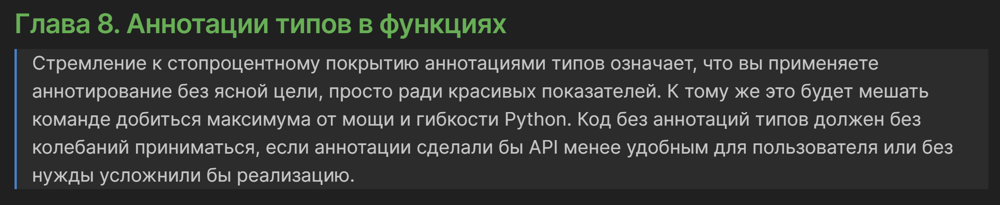 Глава 8. Аннотации типов в функциях
Стремление к стопроцентному покрытию аннотациями типов означает, что вы применяете
аннотирование без ясной цели, просто ради красивых показателей. К тому же это будет мешать
команде добиться максимума от мощи и гибкости Python. Код без аннотаций типов должен без
колебаний приниматься, если аннотации сделали бы API менее удобным для пользователя или без
нужды усложнили бы реализацию.